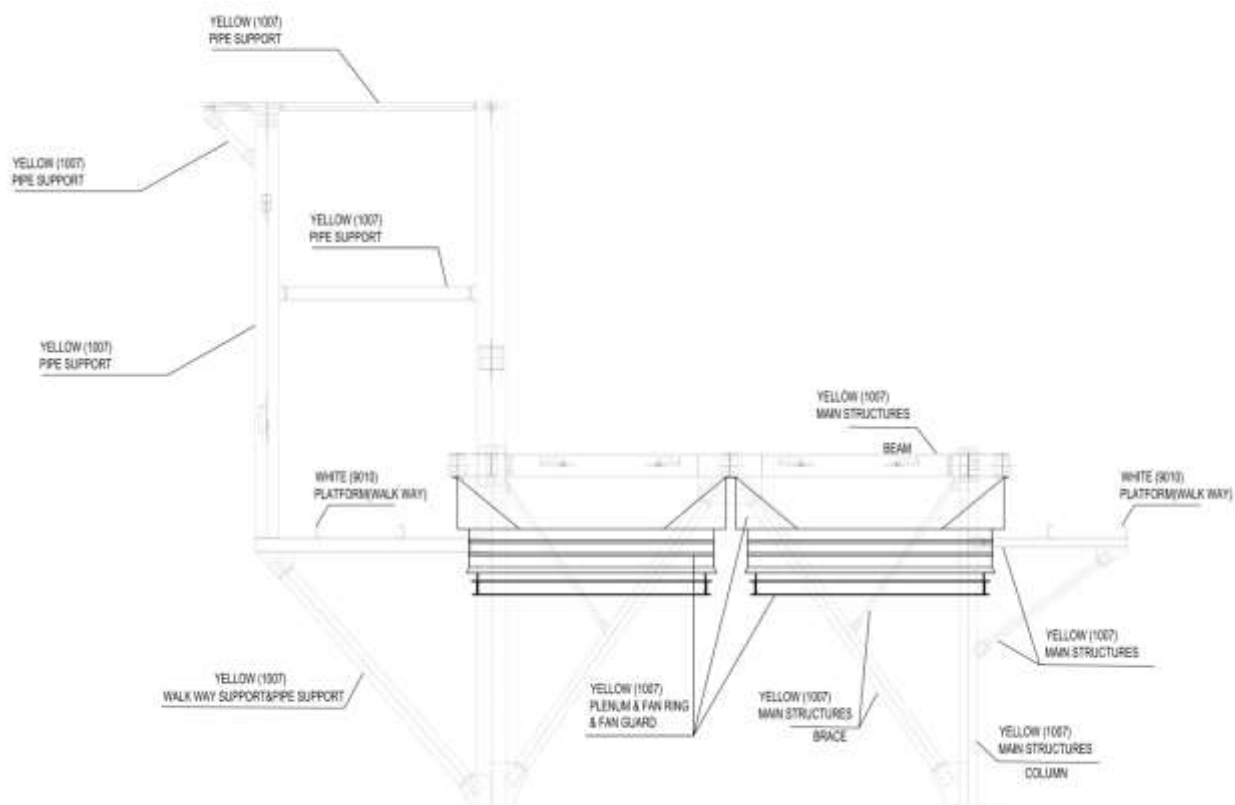 YELLOW (1007)
PIPE SUPPORT
YELLOW (1007)
PIPE SUPPORT
YELLOW (1007)
PIPE SUPPORT
YELLOW (1007)
PIPE SUPPORT
YELLOW (1007)
MAIN STRUCTURES
BEAM
WHITE (9010)
PLATFORM(WALK WAY)
WHITE (9010)
PLATFORM(WALK WAY)
YELLOW (1007)
MAIN STRUCTURES
YELLOW (1007)
WALK WAY SUPPORT&PIPE SUPPORT
YELLOW (1007)
PLENUM & FAN RING
& FAN GUARD
YELLOW (1007)
MAIN STRUCTURES
BRACE
YELLOW (1007)
MAIN STRUCTURES
COLUMN